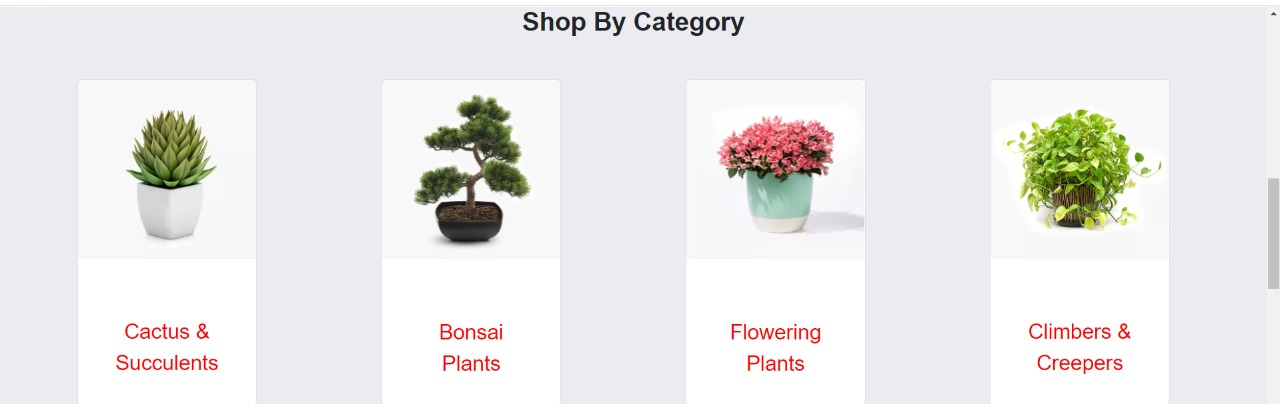 Shop By Category
Cactus &
Succulents
Bonsai
Plants
Flowering
Plants
Climbers &
Creepers